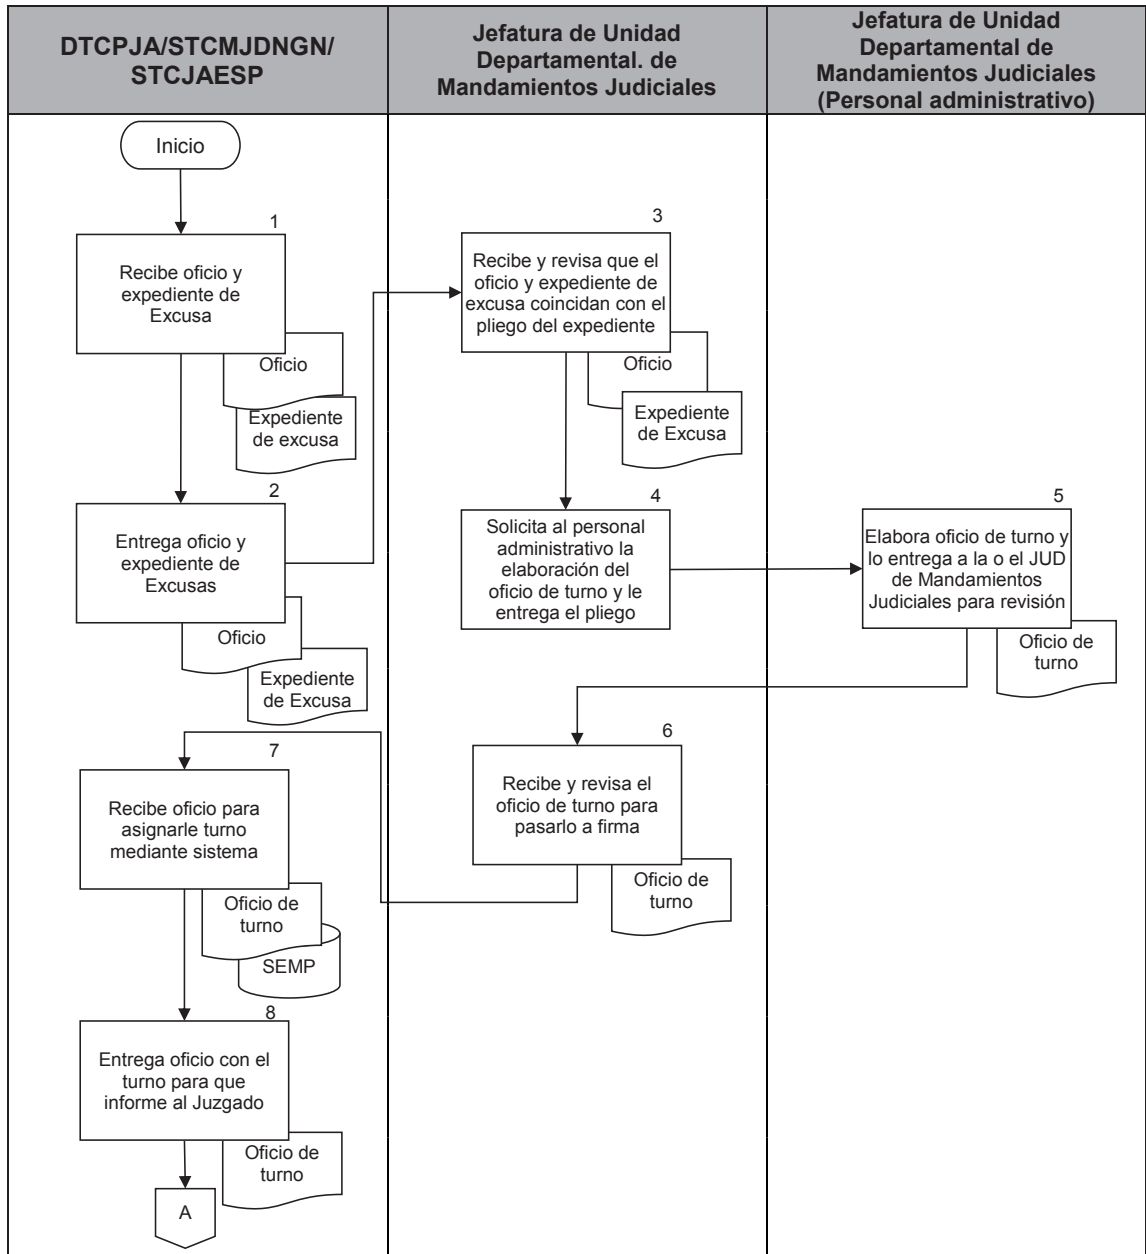 DTCPJA/STCMJDNGN/
STCJAESP
Jefatura de Unidad
Departamental. de
Mandamientos Judiciales
Jefatura de Unidad
Departamental de
Mandamientos Judiciales
(Personal administrativo)
Inicio
1
Recibe oficio y
expediente de
Excusa
Oficio
Expediente
de excusa
2
Entrega oficio y
expediente de
Excusas
Oficio
Expediente
de Excusa
3
Recibe y revisa que el
oficio y expediente de
excusa coincidan con el
pliego del expediente
Oficio
Expediente
de Excusa
4
Solicita al personal
administrativo la
elaboración del
oficio de turno y le
entrega el pliego
5
Elabora oficio de turno y
lo entrega a la o el JUD
de Mandamientos
Judiciales para revisión
Oficio de
turno
6
Recibe y revisa el
oficio de turno para
pasarlo a firma
Oficio de
turno
7
Recibe oficio para
asignarle turno
mediante sistema
Oficio de
turno
SEMP
8
Entrega oficio con el
turno para que
informe al Juzgado
Oficio de
turno
A